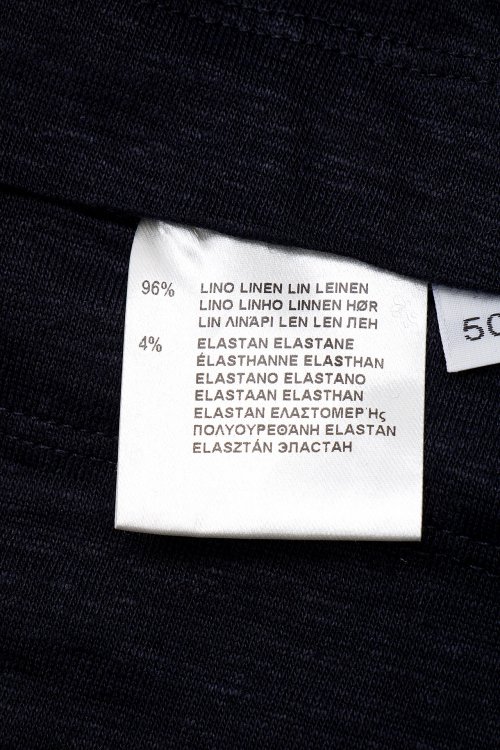 96% LINO LINEN LIN LEINEN
LINO LINHO LINNEN HØR
LIN ΛΙΝΆΡΙ LEN LEN ЛЕН
4% ELASTAN ELASTANE
ÉLASTHANNE ELASTHAN
ELASTANO ELASTANO
ELASTAAN ELASTHAN
ELASTAN ΕΛΑΣΤΟΜΕΡΉς
ΠΟΛΥΟΥΡΕΘΆΝΗ ELASTAN
ELASZTÁN ЭЛАСТАН
50